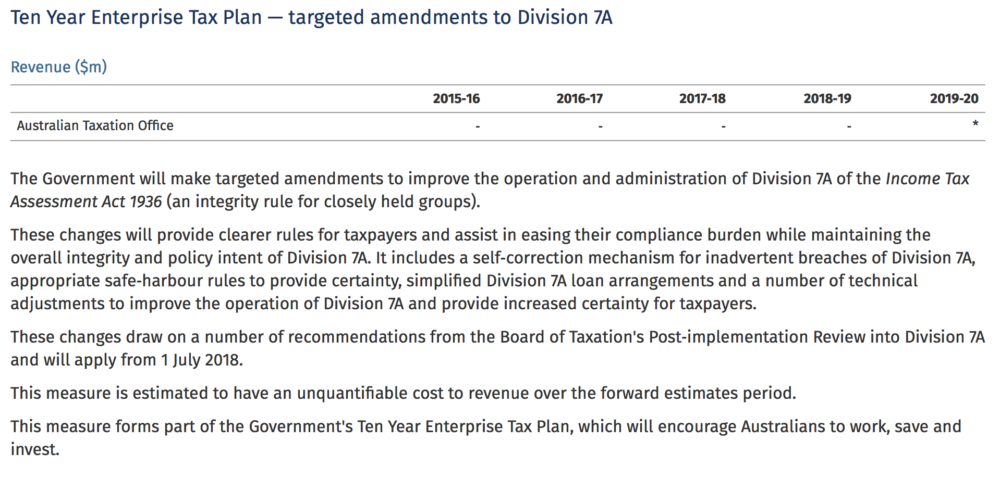 Ten Year Enterprise Tax Plan — targeted amendments to Division 7A
Revenue ($m)
2015-16 2016-17 2017-18 2018-19 2019-20
Australian Taxation Office - - - - *
The Government will make targeted amendments to improve the operation and administration of Division 7A of the Income Tax
Assessment Act 1936 (an integrity rule for closely held groups).
These changes will provide clearer rules for taxpayers and assist in easing their compliance burden while maintaining the
overall integrity and policy intent of Division 7A. It includes a self-correction mechanism for inadvertent breaches of Division 7A,
appropriate safe-harbour rules to provide certainty, simplified Division 7A loan arrangements and a number of technical
adjustments to improve the operation of Division 7A and provide increased certainty for taxpayers.
These changes draw on a number of recommendations from the Board of Taxation's Post-implementation Review into Division 7A
and will apply from 1 July 2018.
This measure is estimated to have an unquantifiable cost to revenue over the forward estimates period.
This measure forms part of the Government's Ten Year Enterprise Tax Plan, which will encourage Australians to work, save and
invest.